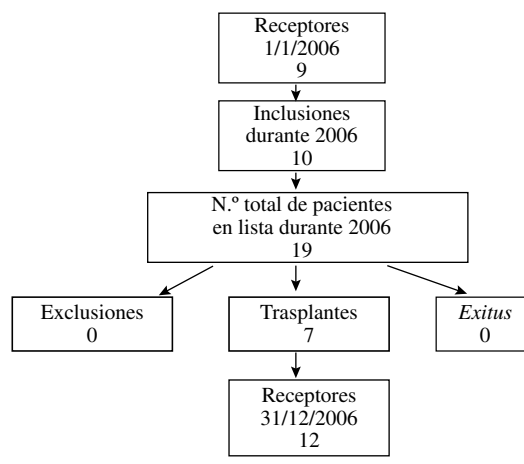 Receptores
1/1/2006
9
Inclusiones
durante 2006
10
N.º total de pacientes
en lista durante 2006
19
Exclusiones
0
Trasplantes
7
Exitus
0
Receptores
31/12/2006
12